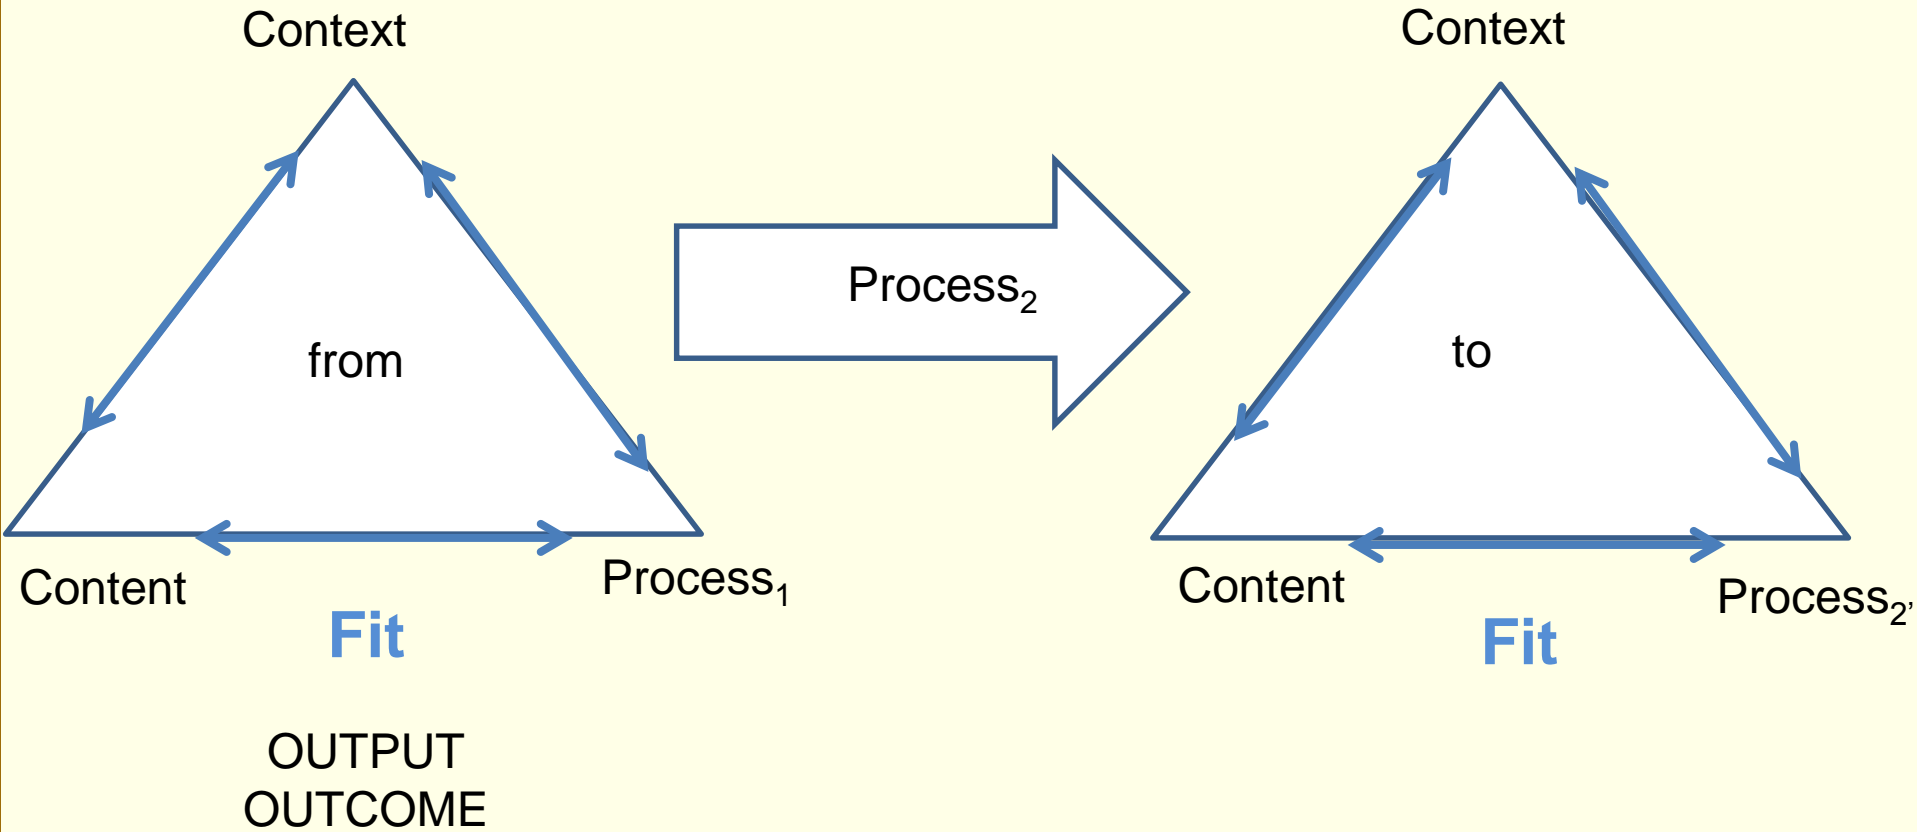 Context
from
Content
Process₁
Fit
OUTPUT
OUTCOME
Process₂
Context
to
Content
Process₂'
Fit